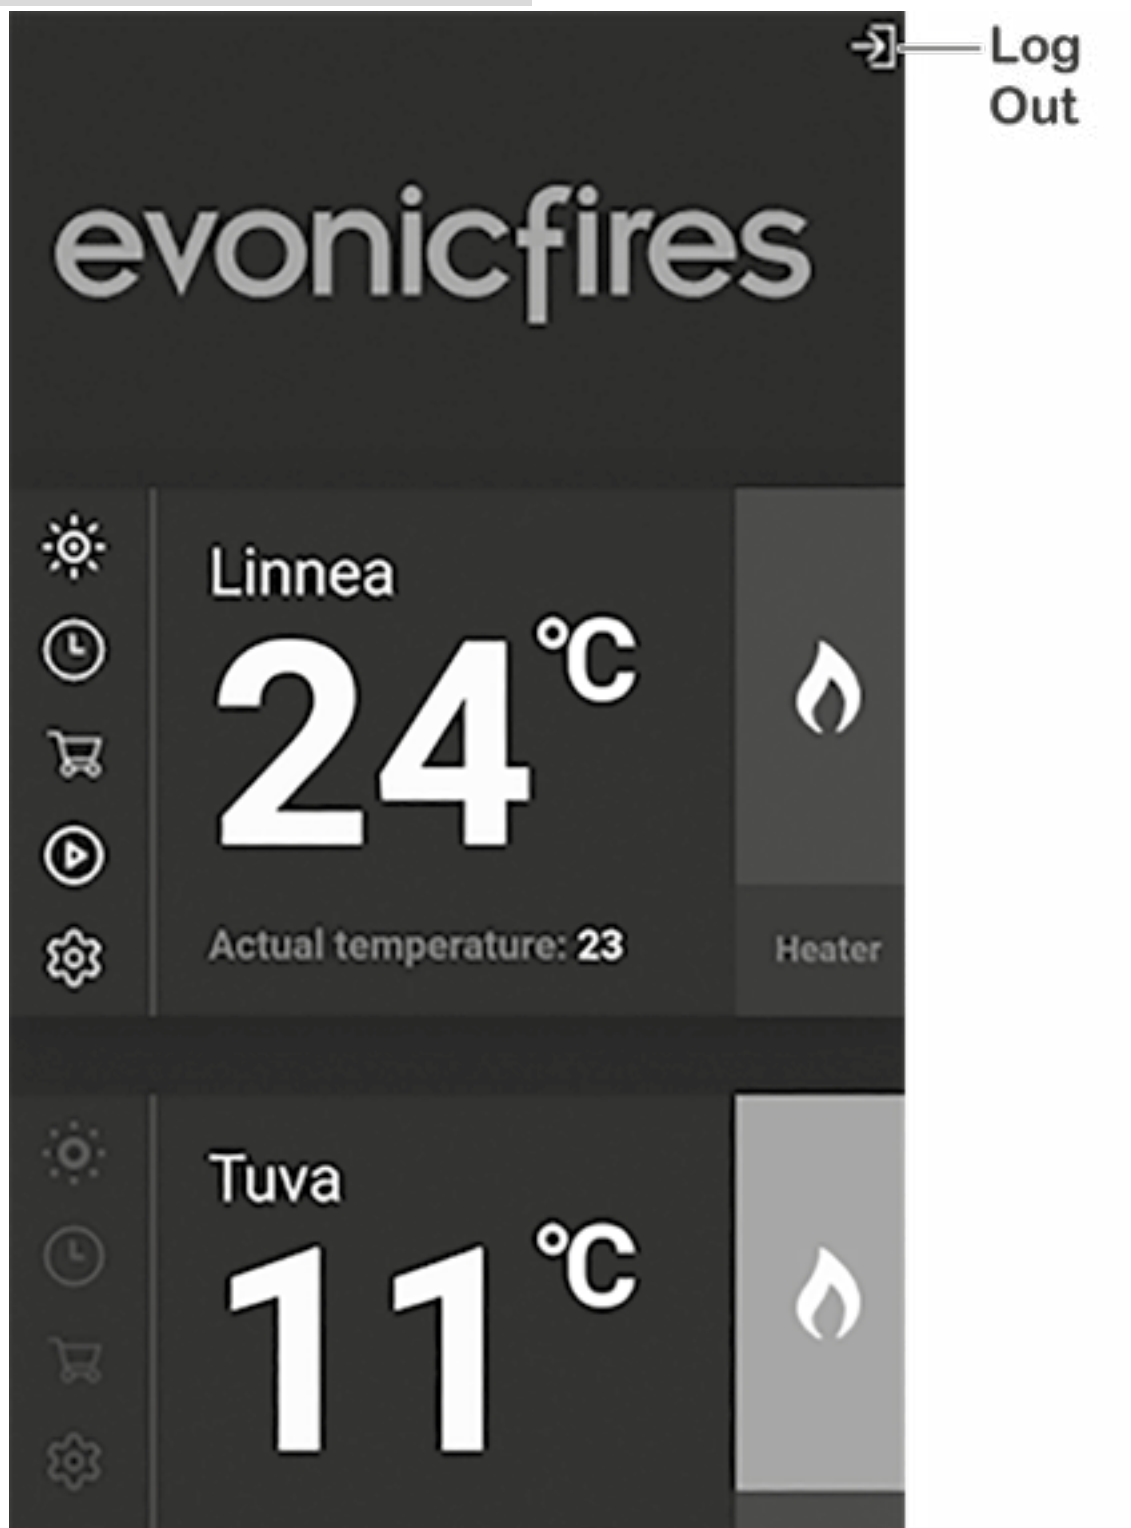 Log
Out
evonicfires
Linnea
24°C
Actual temperature: 23
Heater
Tuva
11°C